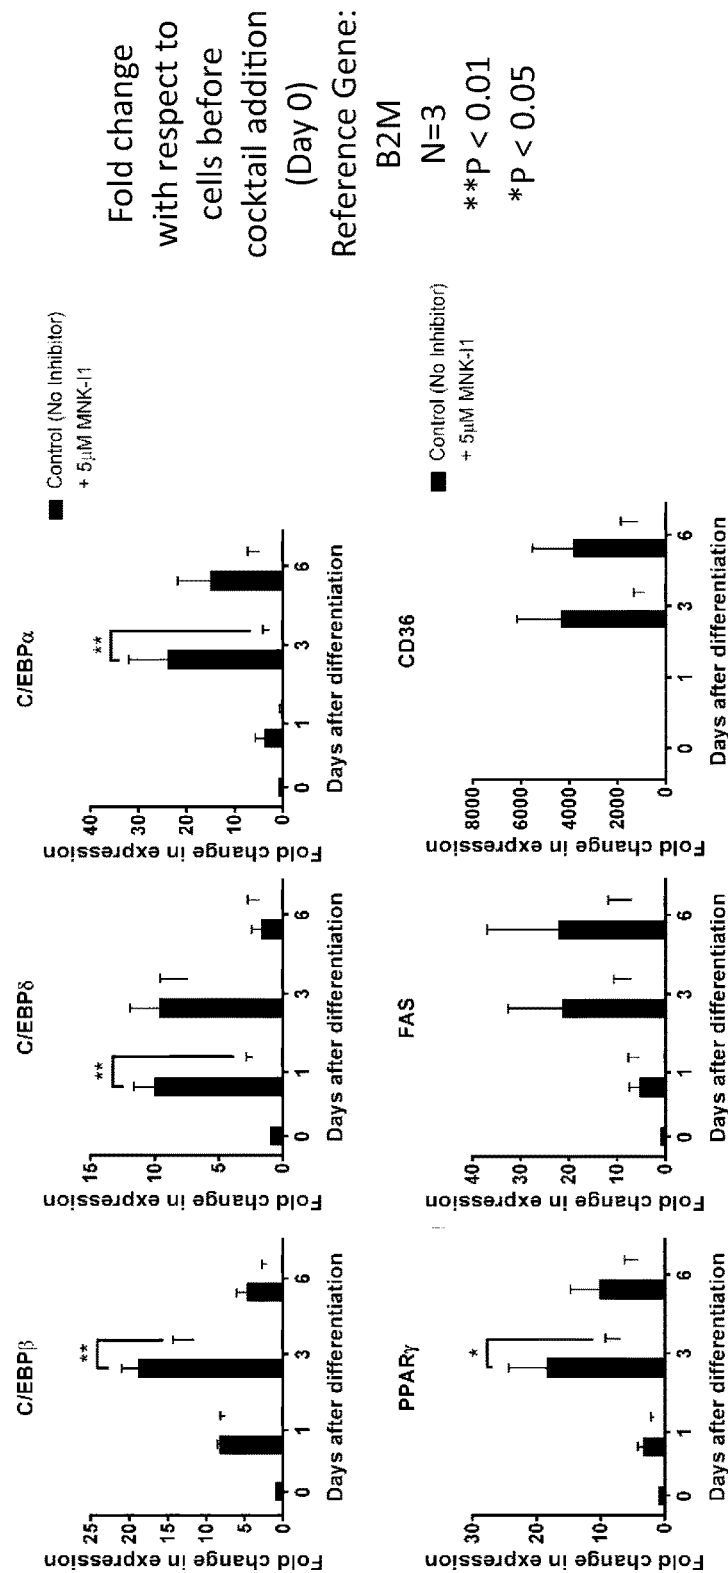 C/EBPβ
Fold change in expression
25
20
15
10
5
0
**
0 1 3 6
Days after differentiation
C/EBPδ
Fold change in expression
15
10
5
0
**
0 1 3 6
Days after differentiation
C/EBPα
Fold change in expression
40
30
20
10
0
**
0 1 3 6
Days after differentiation
Control (No Inhibitor)
+ 5μM MNK-I1
PPARγ
Fold change in expression
30
20
10
0
*
0 1 3 6
Days after differentiation
FAS
Fold change in expression
40
30
20
10
0
0 1 3 6
Days after differentiation
CD36
Fold change in expression
8000
6000
4000
2000
0
0 1 3 6
Days after differentiation
Control (No Inhibitor)
+ 5μM MNK-I1
Fold change
with respect to
cells before
cocktail addition
(Day 0)
Reference Gene:
B2M
N=3
**P < 0.01
*P < 0.05